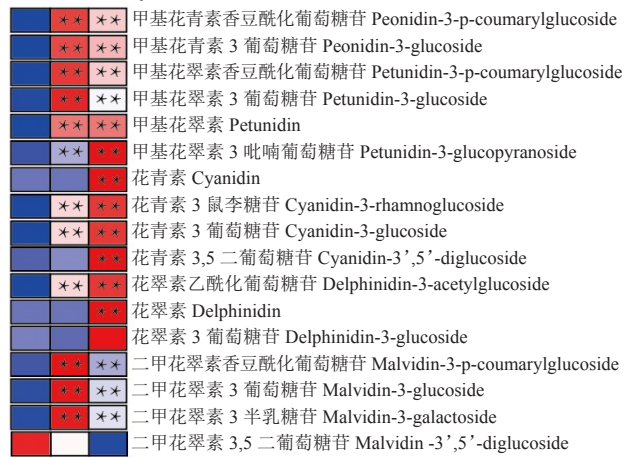 ** ** 甲基花青素香豆酰化葡萄糖苷 Peonidin-3-p-coumarylglucoside
** ** 甲基花青素 3 葡萄糖苷 Peonidin-3-glucoside
** ** 甲基花翠素香豆酰化葡萄糖苷 Petunidin-3-p-coumarylglucoside
** ** 甲基花翠素 3 葡萄糖苷 Petunidin-3-glucoside
** ** 甲基花翠素 Petunidin
** ** 甲基花翠素 3 吡喃葡萄糖苷 Petunidin-3-glucopyranoside
** 花青素 Cyanidin
** ** 花青素 3 鼠李糖苷 Cyanidin-3-rhamnoglucoside
** ** 花青素 3 葡萄糖苷 Cyanidin-3-glucoside
** 花青素 3,5 二葡萄糖苷 Cyanidin-3’,5’-diglucoside
** ** 花翠素乙酰化葡萄糖苷 Delphinidin-3-acetylglucoside
** 花翠素 Delphinidin
花翠素 3 葡萄糖苷 Delphinidin-3-glucoside
** ** 二甲花翠素香豆酰化葡萄糖苷 Malvidin-3-p-coumarylglucoside
** ** 二甲花翠素 3 葡萄糖苷 Malvidin-3-glucoside
** ** 二甲花翠素 3 半乳糖苷 Malvidin-3-galactoside
二甲花翠素 3,5 二葡萄糖苷 Malvidin -3’,5’-diglucoside